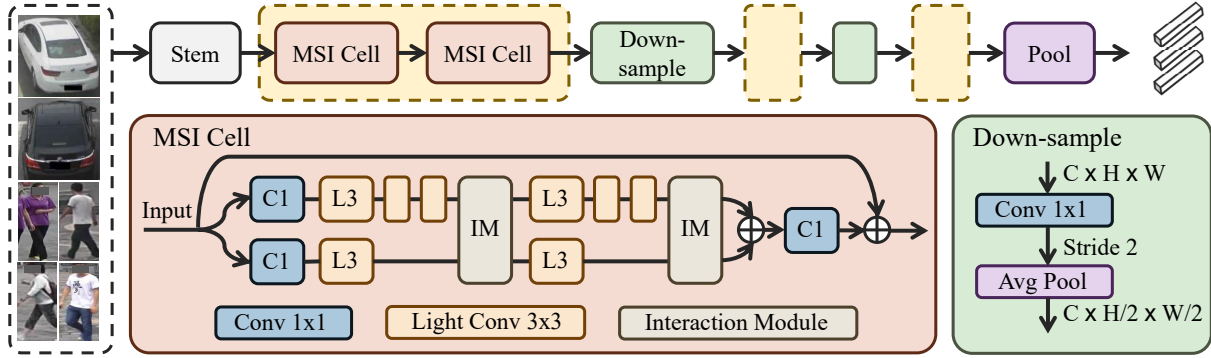 Stem
MSI Cell
MSI Cell
Down-
sample
Pool
MSI Cell
Input
C1
L3
IM
L3
IM
C1
C1
L3
L3
Conv 1x1
Light Conv 3x3
Interaction Module
Down-sample
C x H x W
Conv 1x1
Stride 2
Avg Pool
C x H/2 x W/2